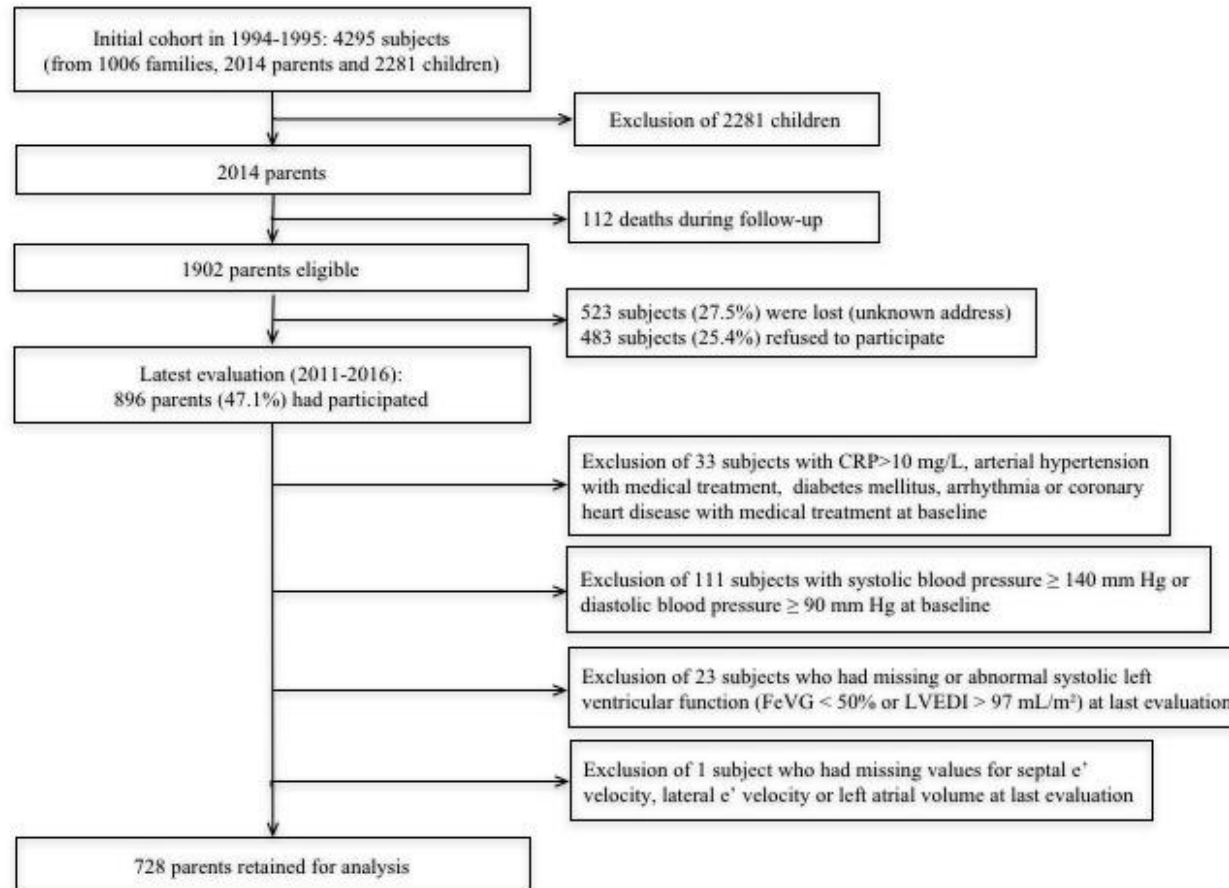 Initial cohort in 1994-1995: 4295 subjects
(from 1006 families, 2014 parents and 2281 children)
Exclusion of 2281 children
2014 parents
112 deaths during follow-up
1902 parents eligible
523 subjects (27.5%) were lost (unknown address)
483 subjects (25.4%) refused to participate
Latest evaluation (2011-2016):
896 parents (47.1%) had participated
Exclusion of 33 subjects with CRP>10 mg/L, arterial hypertension
with medical treatment, diabetes mellitus, arrhythmia or coronary
heart disease with medical treatment at baseline
Exclusion of 111 subjects with systolic blood pressure ≥ 140 mm Hg or
diastolic blood pressure ≥ 90 mm Hg at baseline
Exclusion of 23 subjects who had missing or abnormal systolic left
ventricular function (FeVG < 50% or LVEDI > 97 mL/m²) at last evaluation
Exclusion of 1 subject who had missing values for septal e’
velocity, lateral e’ velocity or left atrial volume at last evaluation
728 parents retained for analysis